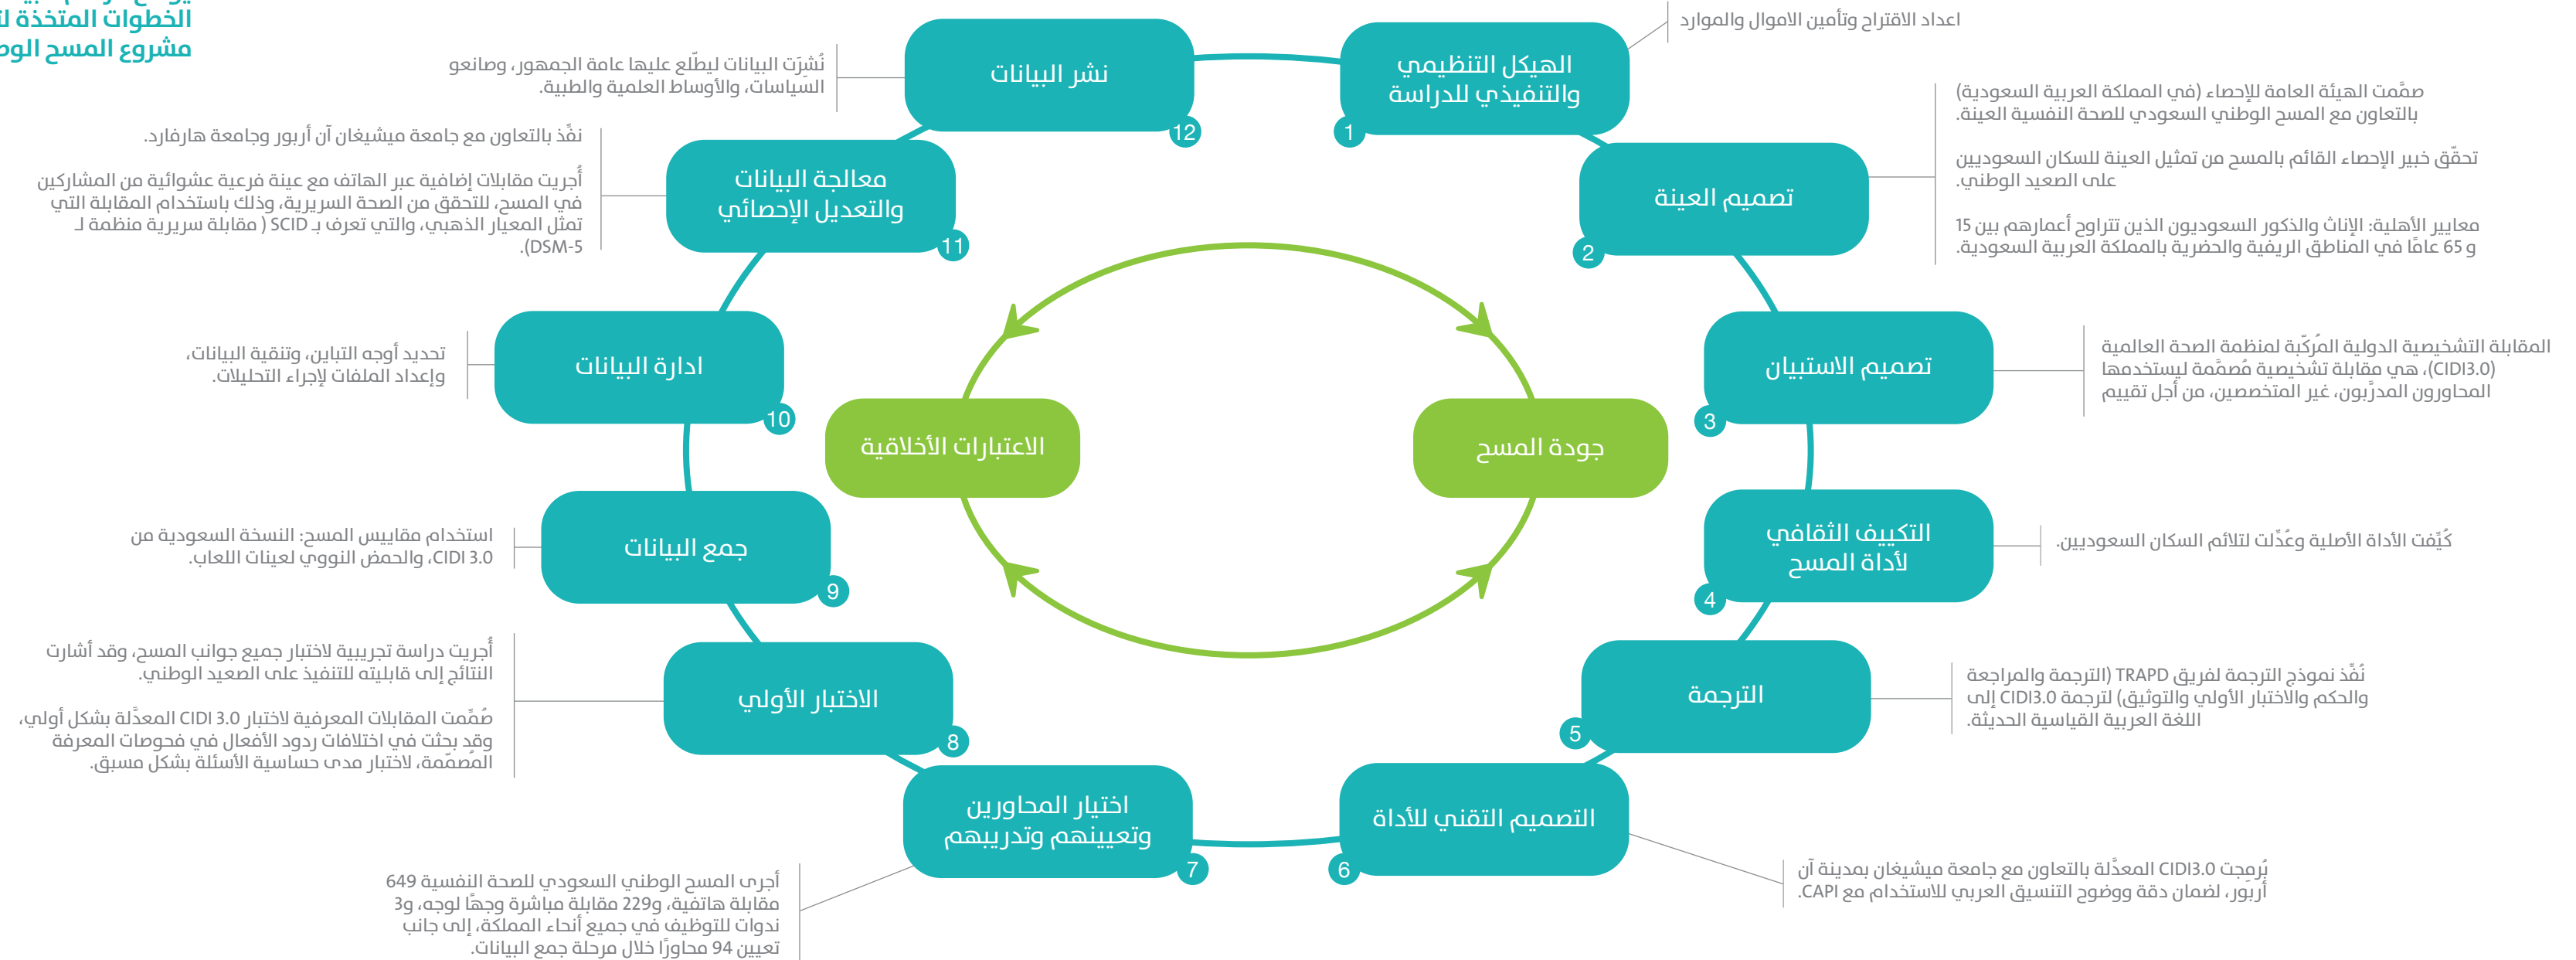 الخطوات المتخذة
مشروع المسح
الهيكل التنظيمي
والتنفيذي للدراسة
1
اعداد الاقتراح وتأمين الاموال والموارد
تصميم العينة
2
صمَّمت الهيئة العامة للإحصاء (في المملكة العربية السعودية)
بالتعاون مع المسح الوطني السعودي للصحة النفسية العينة.
تحقّق خبير الإحصاء القائم بالمسح من تمثيل العينة للسكان السعوديين
على الصعيد الوطني.
معايير الأهلية: الإناث والذكور السعوديون الذين تتراوح أعمارهم بين 15
و 65 عامًا في المناطق الريفية والحضرية بالمملكة العربية السعودية.
تصميم الاستبيان
3
المقابلة التشخيصية الدولية المُركّبة لمنظمة الصحة العالمية
(CIDI3.0)، هي مقابلة تشخيصية مُصمَّمة ليستخدمها
المحاورون المدرَّبون، غير المتخصصين، من أجل تقييم
التكييف الثقافي
لأداة المسح
4
كُيِّفت الأداة الأصلية وعُدِّلت لتلائم السكان السعوديين.
الترجمة
5
نُفِّذ نموذج الترجمة لفريق TRAPD (الترجمة والمراجعة
والحكم والاختبار الأولي والتوثيق) لترجمة CIDI3.0 إلى
اللغة العربية القياسية الحديثة.
التصميم التقني للأداة
6
بُرمِجت CIDI3.0 المعدَّلة بالتعاون مع جامعة ميشيغان بمدينة آن
أربَور، لضمان دقة ووضوح التنسيق العربي للاستخدام مع CAPI.
اختيار المحاورين
وتعيينهم وتدريبهم
7
أجرى المسح الوطني السعودي للصحة النفسية 649
مقابلة هاتفية، و229 مقابلة مباشرة وجهًا لوجه، و3
ندوات للتوظيف في جميع أنحاء المملكة، إلى جانب
تعيين 94 محاورًا خلال مرحلة جمع البيانات.
الاختبار الأولي
8
أُجريت دراسة تجريبية لاختبار جميع جوانب المسح، وقد أشارت
النتائج إلى قابليته للتنفيذ على الصعيد الوطني.
صُمِّمت المقابلات المعرفية لاختبار CIDI 3.0 المعدَّلة بشكل أولي،
وقد بحثت في اختلافات ردود الأفعال في فحوصات المعرفة
المُصمّمة، لاختبار مدى حساسية الأسئلة بشكل مسبق.
جمع البيانات
9
استخدام مقاييس المسح: النسخة السعودية من
CIDI 3.0، والحمض النووي لعينات اللعاب.
ادارة البيانات
10
تحديد أوجه التباين، وتنقية البيانات،
وإعداد الملفات لإجراء التحليلات.
معالجة البيانات
والتعديل الإحصائي
11
نفِّذ بالتعاون مع جامعة ميشيغان آن أربور وجامعة هارفارد.
أُجريت مقابلات إضافية عبر الهاتف مع عينة فرعية عشوائية من المشاركين
في المسح، للتحقق من الصحة السريرية، وذلك باستخدام المقابلة التي
تمثل المعيار الذهبي، والتي تعرف بـ SCID ( مقابلة سريرية منظمة لـ
DSM-5).
نشر البيانات
12
نُشِرَت البيانات ليطّلع عليها عامة الجمهور، وصانعو
السِّياسات، والأوساط العلمية والطبية.
جودة المسح
الاعتبارات الأخلاقية